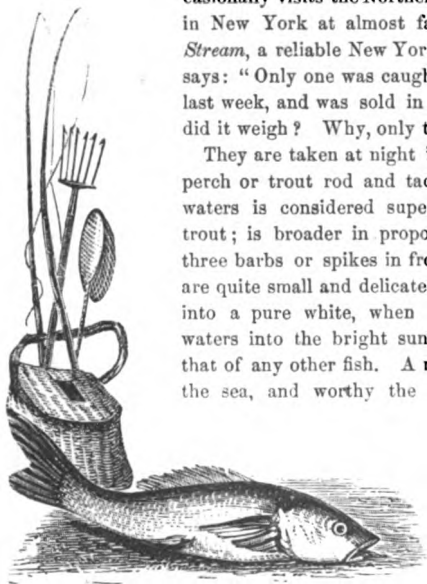 casionally visits the Northe
in New York at almost fa
Stream, a reliable New Yor
says: “ Only one was caugh
last week, and was sold in
did it weigh ? Why, only t
They are taken at night
perch or trout rod and tac
waters is considered supe
trout ; is broader in propo
three barbs or spikes in fr
are quite small and delicate
into a pure white, when
waters into the bright sun
that of any other fish. A
the sea, and worthy the